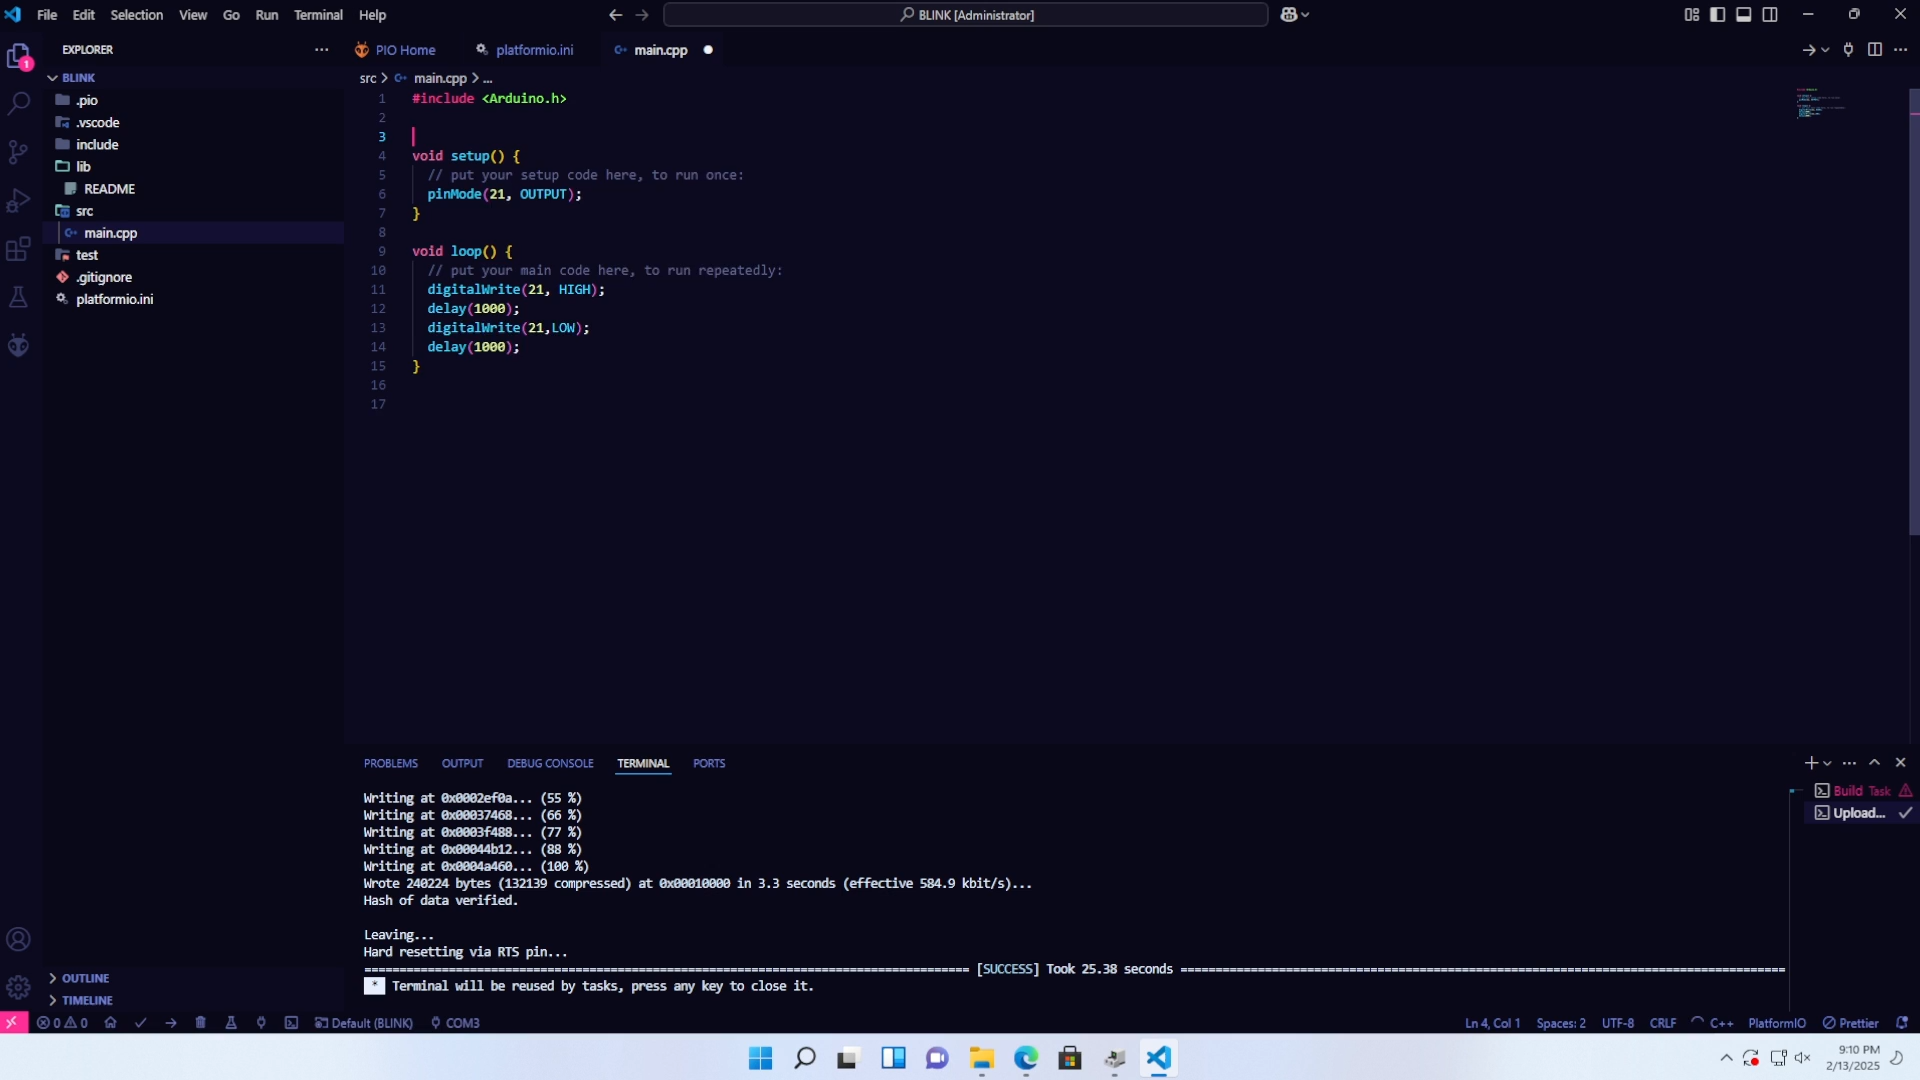 File Edit Selection View Go Run Terminal Help
BLINK [Administrator]
EXPLORER
PIO Home
platformio.ini
main.cpp
1
BLINK
src > main.cpp > ...
.pio
.vscode
include
lib
README
src
main.cpp
test
.gitignore
platformio.ini
1 #include <Arduino.h>
2
3
4 void setup() {
5 // put your setup code here, to run once:
6 pinMode(21, OUTPUT);
7 }
8
9 void loop() {
10 // put your main code here, to run repeatedly:
11 digitalWrite(21, HIGH);
12 delay(1000);
13 digitalWrite(21,LOW);
14 delay(1000);
15 }
16
17
PROBLEMS OUTPUT DEBUG CONSOLE TERMINAL PORTS
Writing at 0x0002ef0a... (55 %)
Writing at 0x00037468... (66 %)
Writing at 0x0003f488... (77 %)
Writing at 0x00044b12... (88 %)
Writing at 0x0004a460... (100 %)
Wrote 240224 bytes (132139 compressed) at 0x00010000 in 3.3 seconds (effective 584.9 kbit/s)...
Hash of data verified.
Leaving...
Hard resetting via RTS pin...
[SUCCESS] Took 25.38 seconds
* Terminal will be reused by tasks, press any key to close it.
Build Task
Upload...
OUTLINE
TIMELINE
0 0 Default (BLINK) COM3
Ln 4, Col 1 Spaces: 2 UTF-8 CRLF C++ PlatformIO Prettier
9:10 PM
2/13/2025